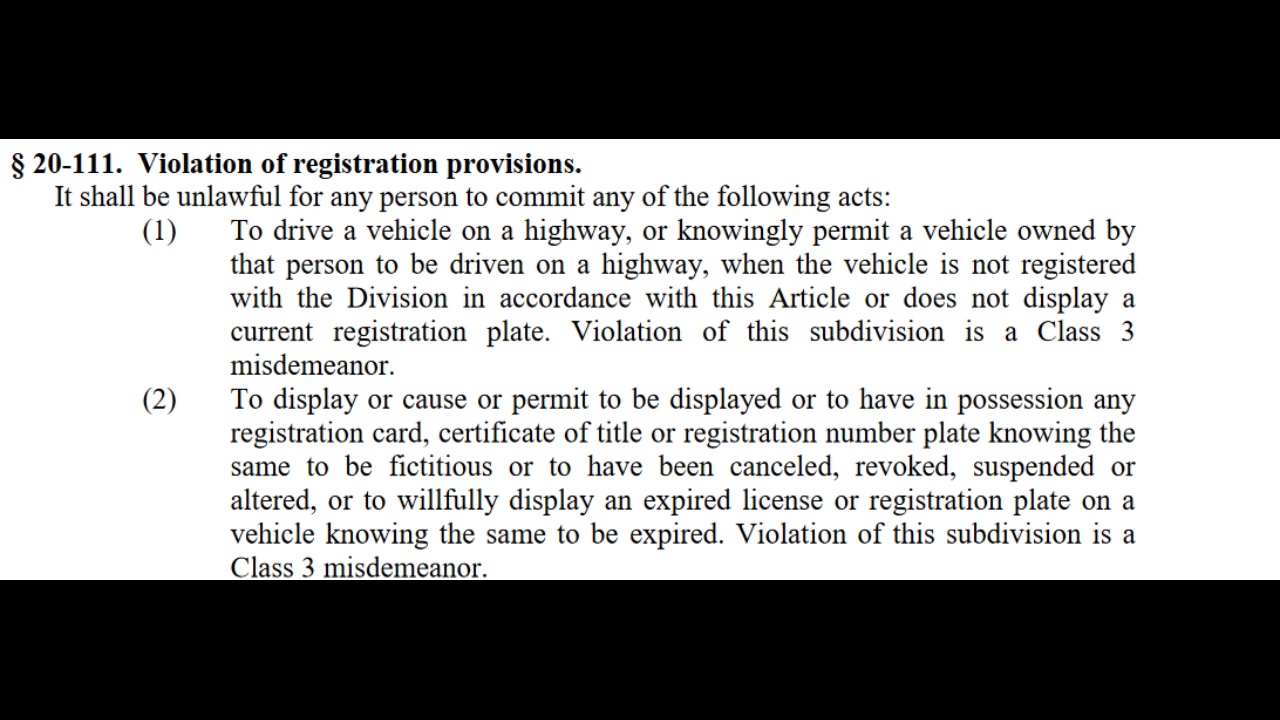 § 20-111.  Violation of registration provisions.
It shall be unlawful for any person to commit any of the following acts:
(1) To drive a vehicle on a highway, or knowingly permit a vehicle owned by
that person to be driven on a highway, when the vehicle is not registered
with the Division in accordance with this Article or does not display a
current registration plate. Violation of this subdivision is a Class 3
misdemeanor.
(2) To display or cause or permit to be displayed or to have in possession any
registration card, certificate of title or registration number plate knowing the
same to be fictitious or to have been canceled, revoked, suspended or
altered, or to willfully display an expired license or registration plate on a
vehicle knowing the same to be expired. Violation of this subdivision is a
Class 3 misdemeanor.